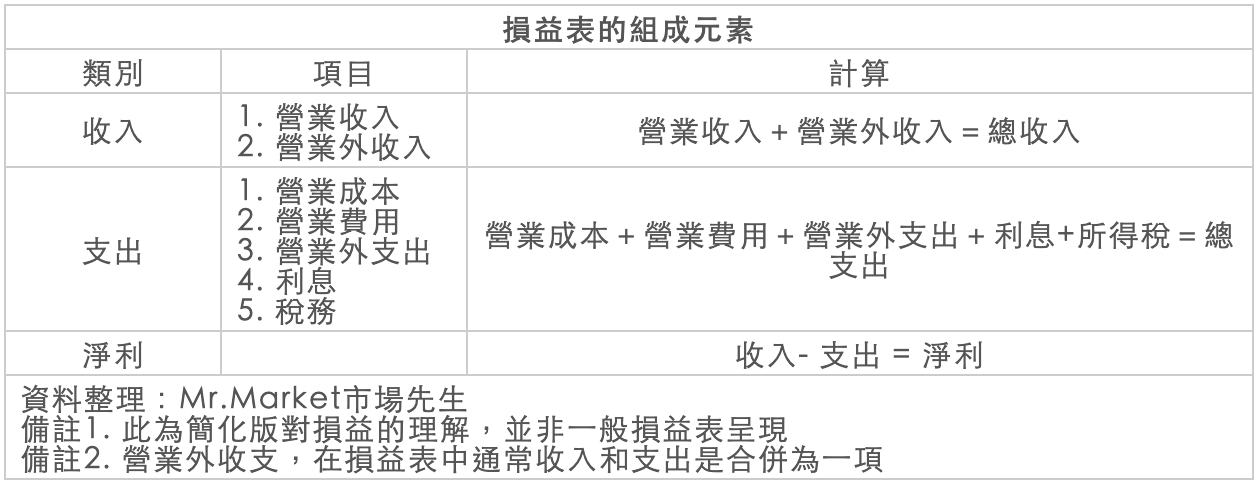 損益表的組成元素
類別 項目 計算
收入
1. 營業收入
2. 營業外收入
營業收入 + 營業外收入 = 總收入
支出
1. 營業成本
2. 營業費用
3. 營業外支出
4. 利息
5. 稅務
營業成本 + 營業費用 + 營業外支出 + 利息+所得稅 = 總
支出
淨利 收入- 支出 = 淨利
資料整理：Mr.Market市場先生
備註1. 此為簡化版對損益的理解，並非一般損益表呈現
備註2. 營業外收支，在損益表中通常收入和支出是合併為一項